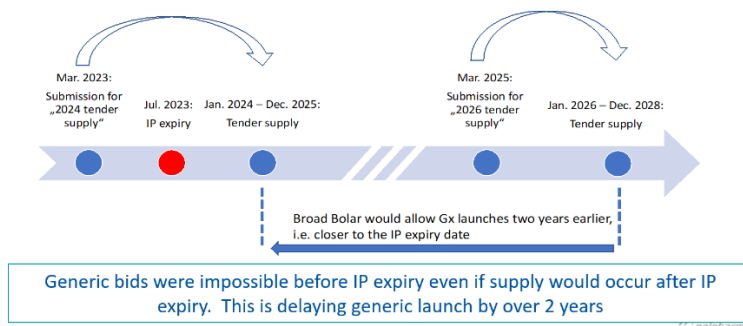 Mar. 2023:
Submission for
„2024 tender
supply“
Jul. 2023:
IP expiry
Jan. 2024 – Dec. 2025:
Tender supply
Mar. 2025:
Submission for
„2026 tender
supply“
Jan. 2026 – Dec. 2028:
Tender supply
Broad Bolar would allow Gx launches two years earlier,
i.e. closer to the IP expiry date
Generic bids were impossible before IP expiry even if supply would occur after IP
expiry.  This is delaying generic launch by over 2 years